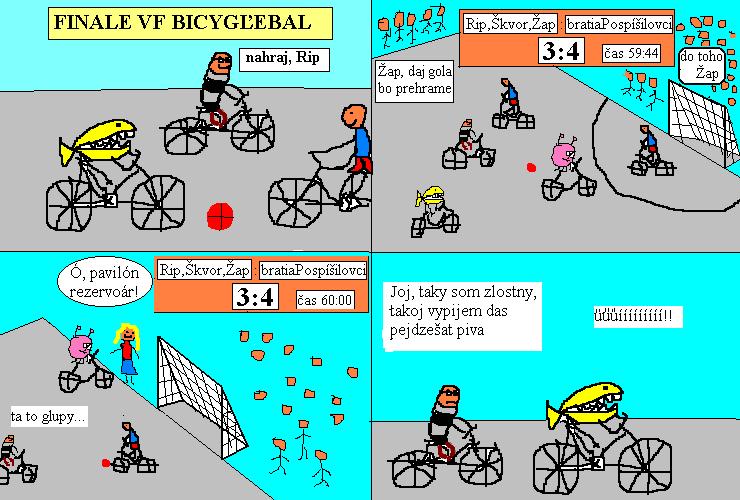 FINALE VF BICYGĽEBAL
nahraj, Rip
Rip,Škvor,Žap : bratiaPospíšilovci
3:4
čas 59:44
Žap, daj gola
bo prehrame
do toho
Žap
Ó, pavilón
rezervoár!
Rip,Škvor,Žap : bratiaPospíšilovci
3:4
čas 60:00
ta to glupy...
Joj, taky som zlostny,
takoj vypijem das
pejdzešat piva
úúúííííííííí!!